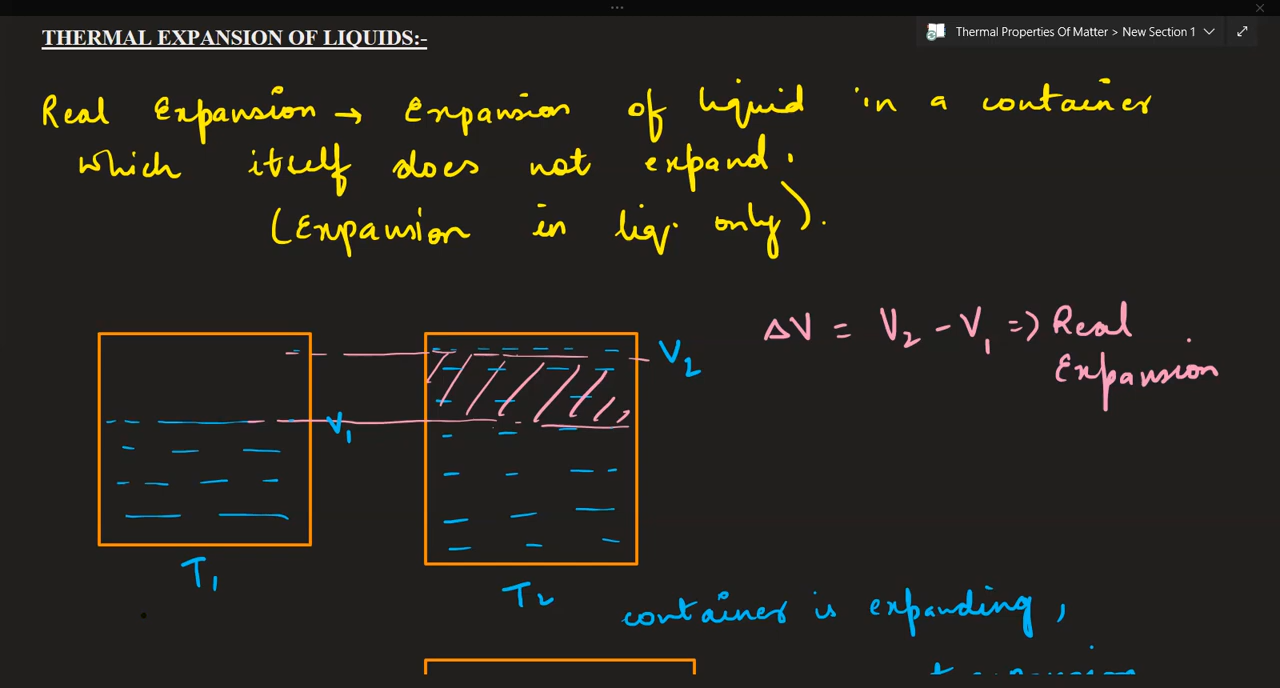 THERMAL EXPANSION OF LIQUIDS:-
Thermal Properties Of Matter > New Section 1
Real Expansion → Expansion of liquid in a container
which itself does not expand.
(Expansion in liq. only).
ΔV = V₂ - V₁ => Real
Expansion
V₂
V₁
T₁
T₂
container is expanding,
expansion